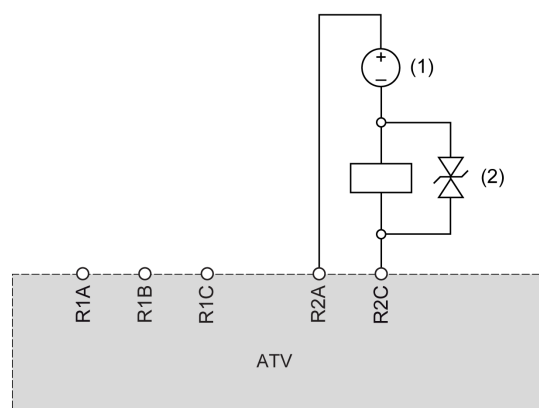 +
(1)
−
(2)
R1A
R1B
R1C
R2A
R2C
ATV